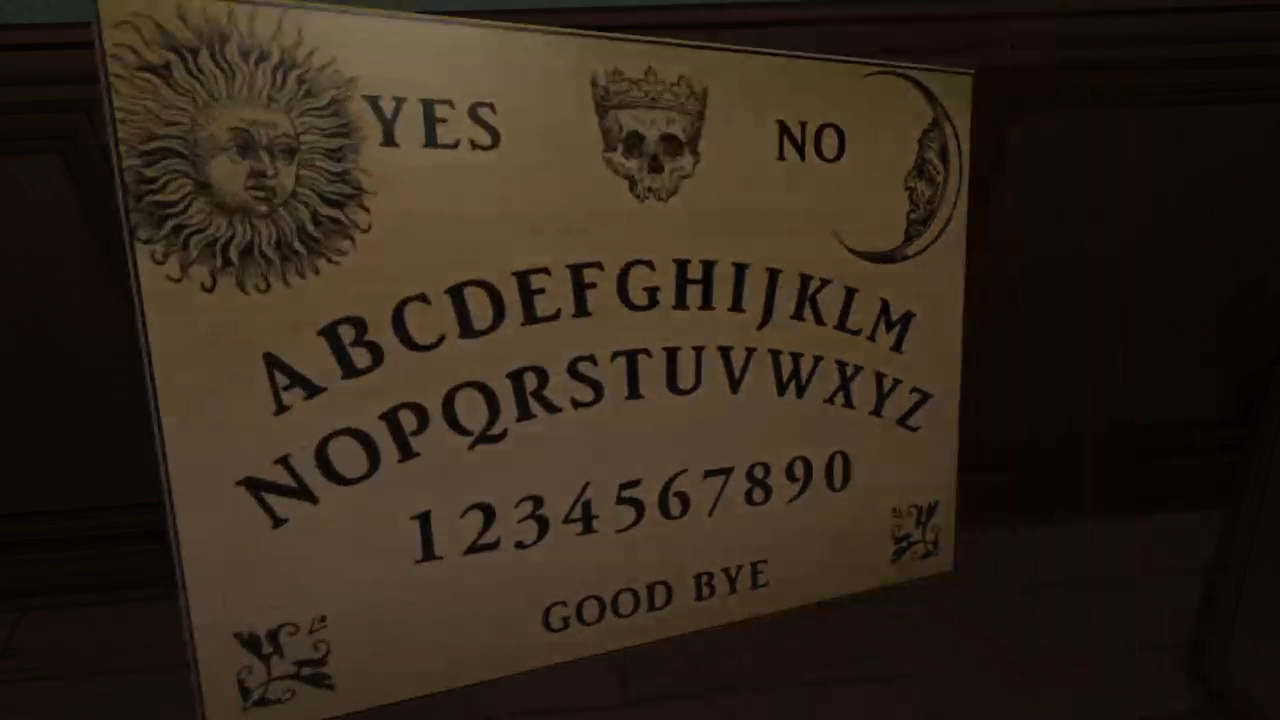 YES NO
ABCDEFGHIJKLM
NOPQRSTUVWXYZ
1234567890
GOOD BYE